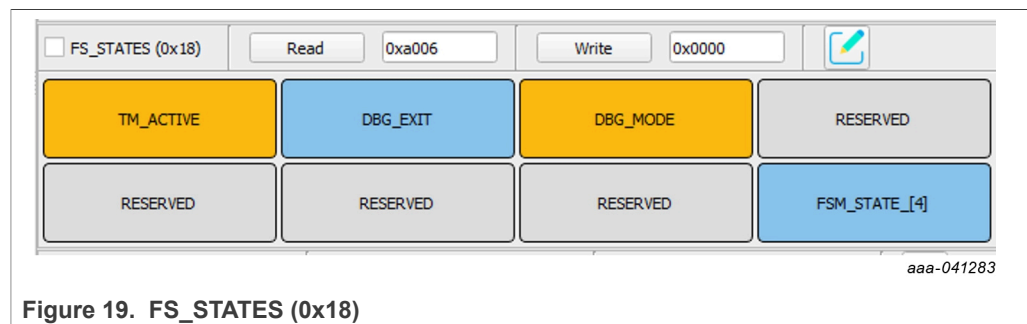 FS_STATES (0x18) Read 0xa006 Write 0x0000
TM_ACTIVE DBG_EXIT DBG_MODE RESERVED
RESERVED RESERVED RESERVED FSM_STATE_[4]
aaa-041283
Figure 19. FS_STATES (0x18)